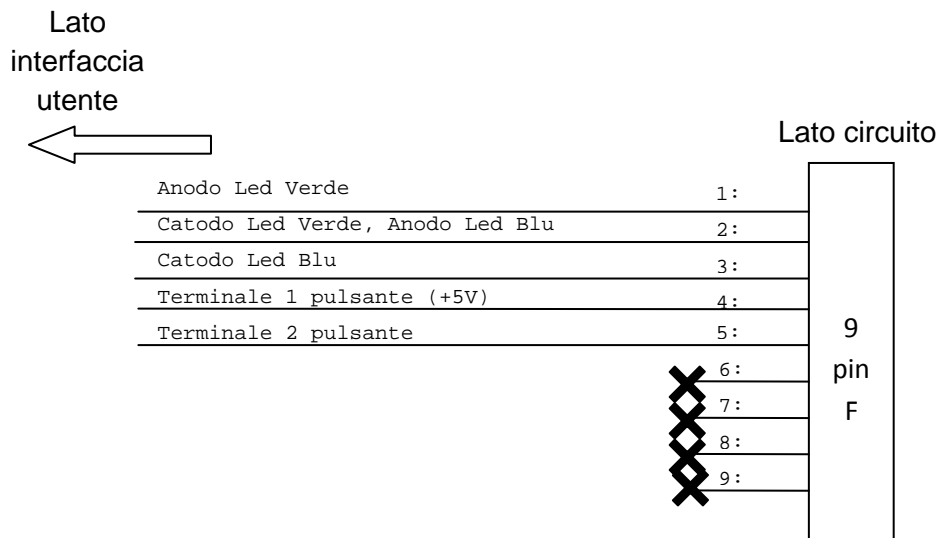 Lato
interfaccia
utente
Lato circuito
Anodo Led Verde 1:
Catodo Led Verde, Anodo Led Blu 2:
Catodo Led Blu 3:
Terminale 1 pulsante (+5V) 4:
Terminale 2 pulsante 5:
6:
7:
8:
9:
9
pin
F